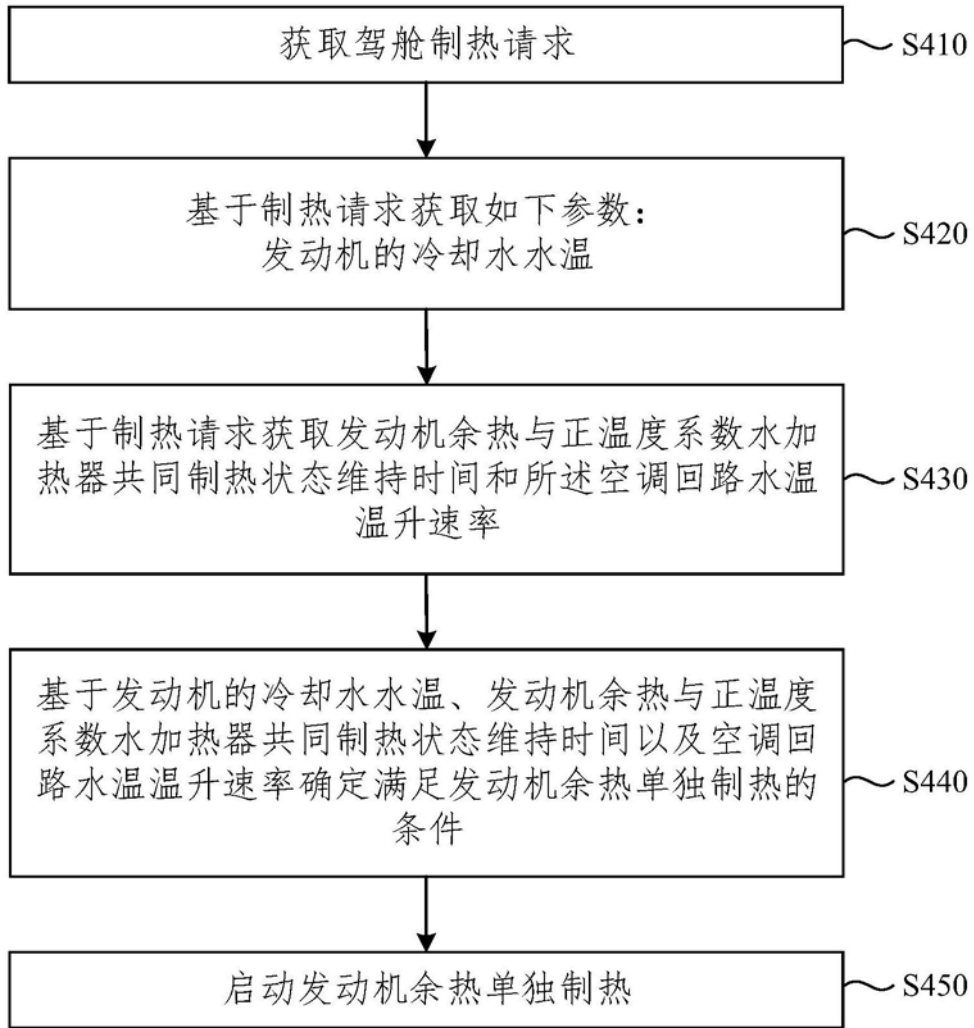 获取驾舱制热请求
S410
基于制热请求获取如下参数：
发动机的冷却水水温
S420
基于制热请求获取发动机余热与正温度系数水加
热器共同制热状态维持时间和所述空调回路水温
温升速率
S430
基于发动机的冷却水水温、发动机余热与正温度
系数水加热器共同制热状态维持时间以及空调回
路水温温升速率确定满足发动机余热单独制热的
条件
S440
启动发动机余热单独制热
S450